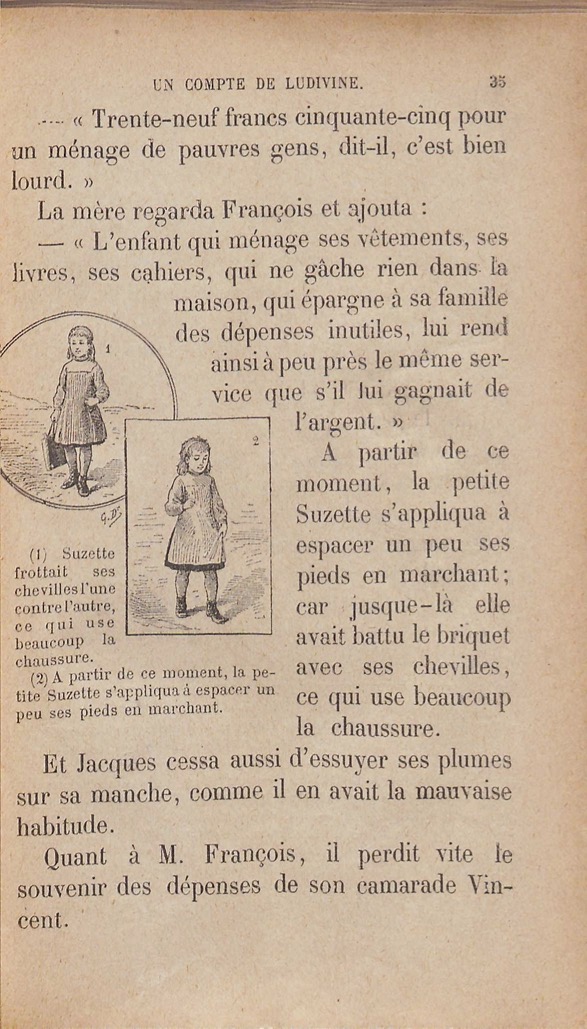 UN COMPTE DE LUDIVINE. 35
— « Trente-neuf francs cinquante-cinq pour
un ménage de pauvres gens, dit-il, c'est bien
lourd. »
La mère regarda François et ajouta :
— « L'enfant qui ménage ses vêtements, ses
livres, ses cahiers, qui ne gâche rien dans la
maison, qui épargne à sa famille
des dépenses inutiles, lui rend
ainsi à peu près le même ser-
vice que s'il lui gagnait de
l'argent. »
A partir de ce
moment, la petite
Suzette s'appliqua à
espacer un peu ses
pieds en marchant ;
car jusque-là elle
avait battu le briquet
avec ses chevilles,
ce qui use beaucoup
la chaussure.
1
2
G. D.
(1) Suzette
frottait ses
chevilles l'une
contre l'autre,
ce qui use
beaucoup la
chaussure.
(2) A partir de ce moment, la pe-
tite Suzette s'appliqua à espacer un
peu ses pieds en marchant.
Et Jacques cessa aussi d'essuyer ses plumes
sur sa manche, comme il en avait la mauvaise
habitude.
Quant à M. François, il perdit vite le
souvenir des dépenses de son camarade Vin-
cent.